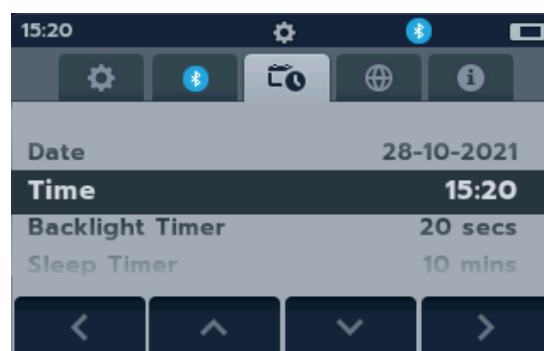 15:20
Date 28-10-2021
Time 15:20
Backlight Timer 20 secs
Sleep Timer 10 mins